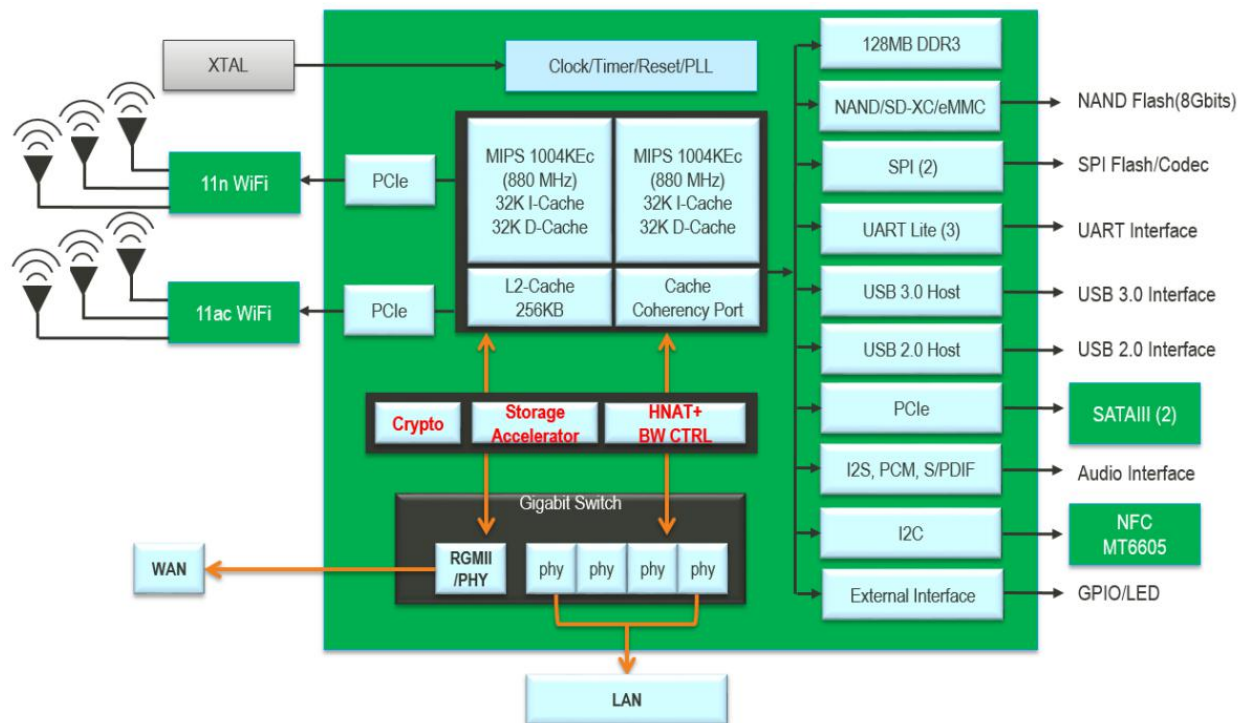 XTAL
Clock/Timer/Reset/PLL
128MB DDR3
NAND/SD-XC/eMMC
NAND Flash(8Gbits)
MIPS 1004KEc
(880 MHz)
32K I-Cache
32K D-Cache
MIPS 1004KEc
(880 MHz)
32K I-Cache
32K D-Cache
11n WiFi
PCIe
SPI (2)
SPI Flash/Codec
UART Lite (3)
UART Interface
11ac WiFi
PCIe
L2-Cache
256KB
Cache
Coherency Port
USB 3.0 Host
USB 3.0 Interface
USB 2.0 Host
USB 2.0 Interface
Crypto
Storage
Accelerator
HNAT+
BW CTRL
PCIe
SATAIII (2)
I2S, PCM, S/PDIF
Audio Interface
Gigabit Switch
I2C
NFC
MT6605
WAN
RGMII
/PHY
phy
phy
phy
phy
External Interface
GPIO/LED
LAN